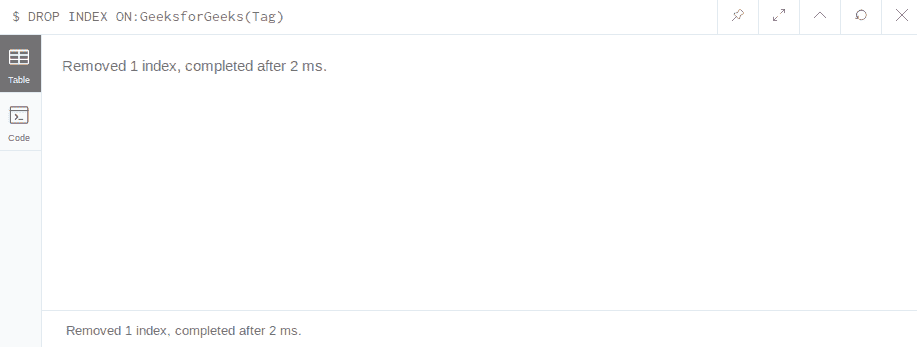 $ DROP INDEX ON:GeeksforGeeks(Tag)
Table
Removed 1 index, completed after 2 ms.
Code
Removed 1 index, completed after 2 ms.